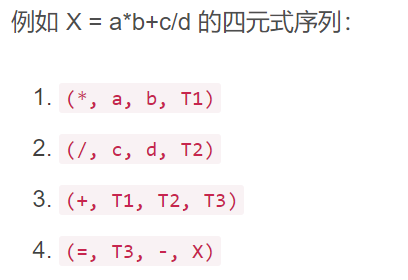 例如 X = a*b+c/d 的四元式序列：
1. (*, a, b, T1)
2. (/, c, d, T2)
3. (+, T1, T2, T3)
4. (=, T3, -, X)